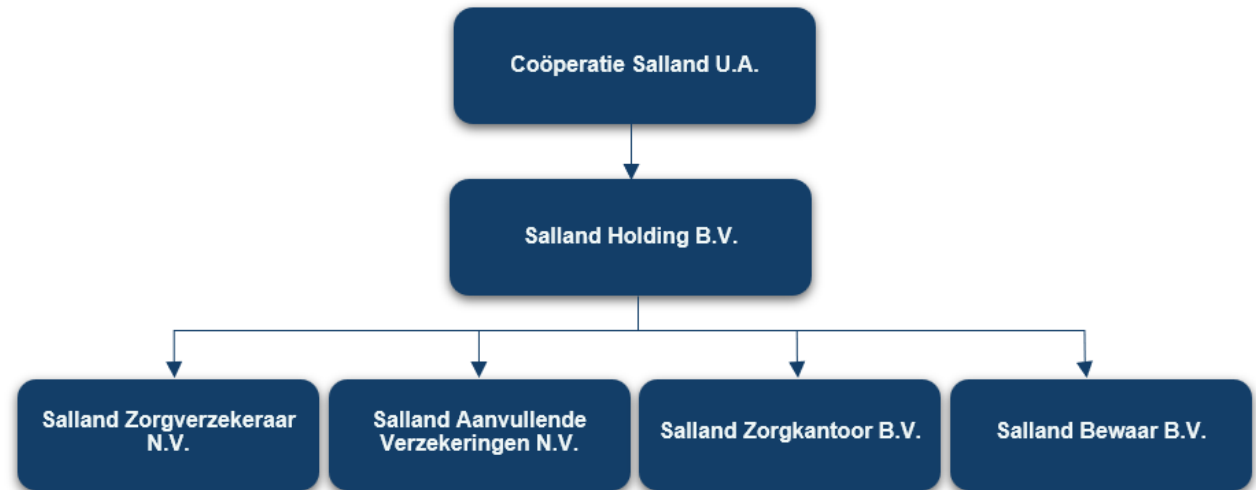 Coöperatie Salland U.A.
Salland Holding B.V.
Salland Zorgverzekeraar
N.V.
Salland Aanvullende
Verzekeringen N.V.
Salland Zorgkantoor B.V.
Salland Bewaar B.V.